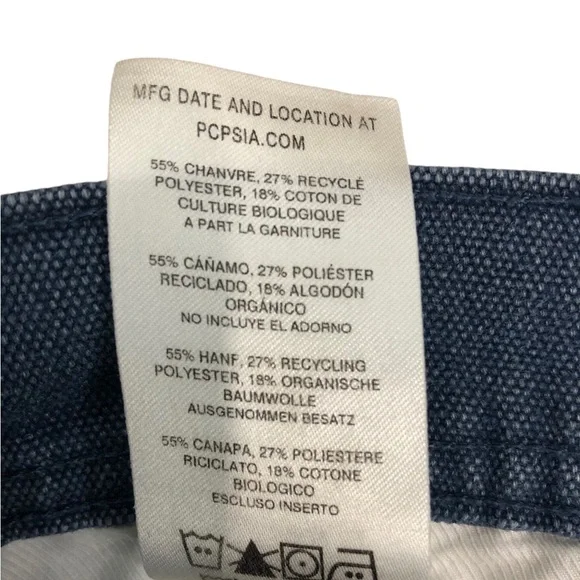 MFG DATE AND LOCATION AT
PCPSIA.COM
55% CHANVRE, 27% RECYCLÉ
POLYESTER, 18% COTON DE
CULTURE BIOLOGIQUE
A PART LA GARNITURE
55% CÁÑAMO, 27% POLIÉSTER
RECICLADO, 18% ALGODÓN
ORGÁNICO
NO INCLUYE EL ADORNO
55% HANF, 27% RECYCLING
POLYESTER, 18% ORGANISCHE
BAUMWOLLE
AUSGENOMMEN BESATZ
55% CANAPA, 27% POLIESTERE
RICICLATO, 18% COTONE
BIOLOGICO
ESCLUSO INSERTO